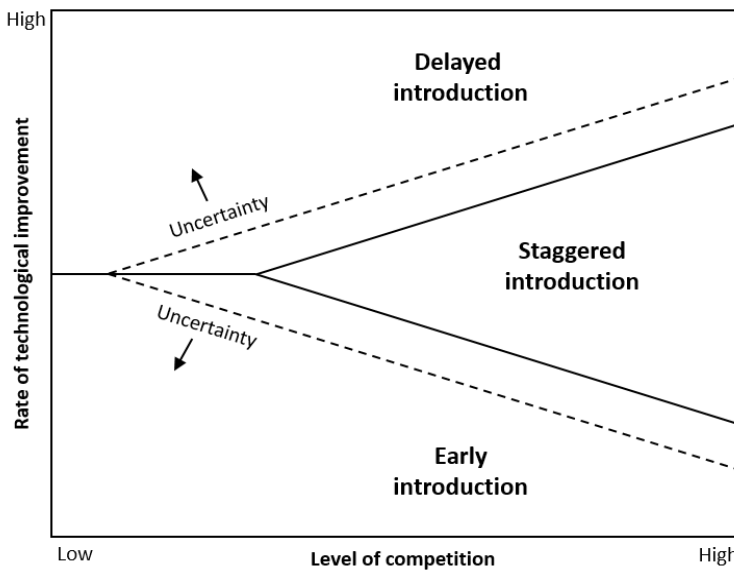 High
Delayed
introduction
Uncertainty
Rate of technological improvement
Staggered
introduction
Uncertainty
Early
introduction
Low
Level of competition
High